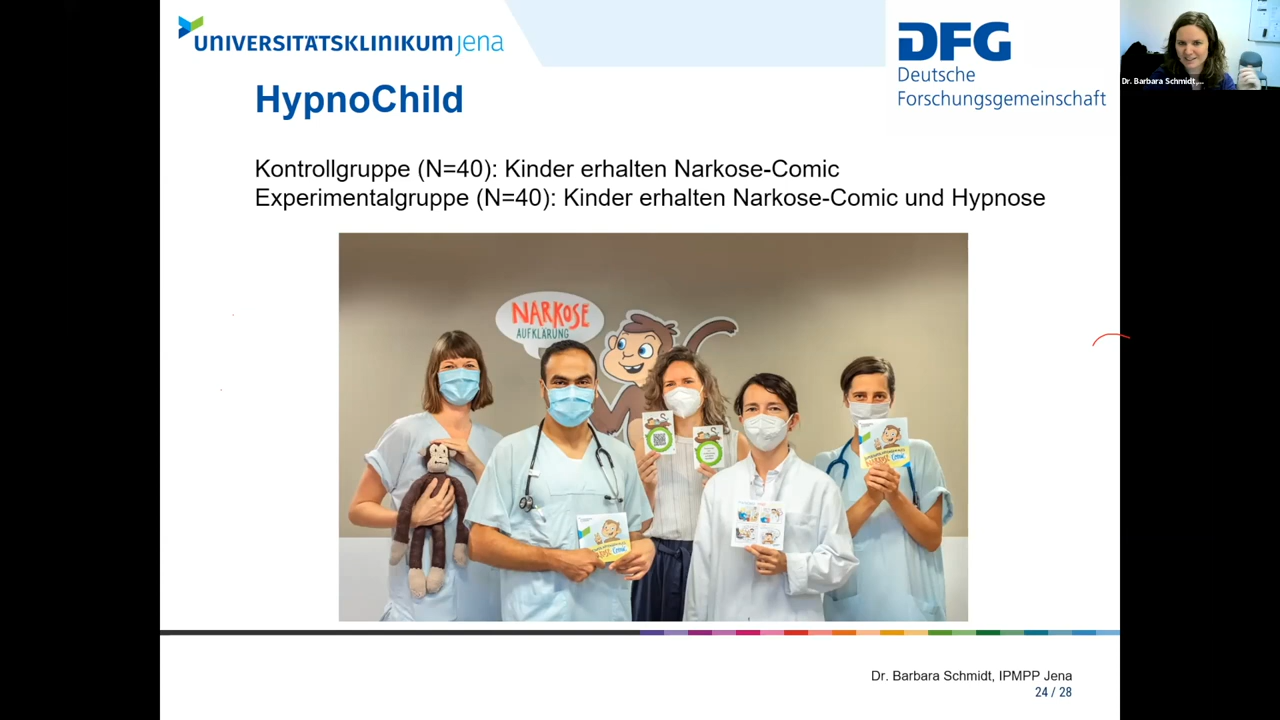 UNIVERSITÄTSKLINIKUM jena
DFG
Deutsche
Forschungsgemeinschaft
Dr. Barbara Schmidt,...
HypnoChild
Kontrollgruppe (N=40): Kinder erhalten Narkose-Comic
Experimentalgruppe (N=40): Kinder erhalten Narkose-Comic und Hypnose
NARKOSE
AUFKLÄRUNG
Dr. Barbara Schmidt, IPMPP Jena
24 / 28